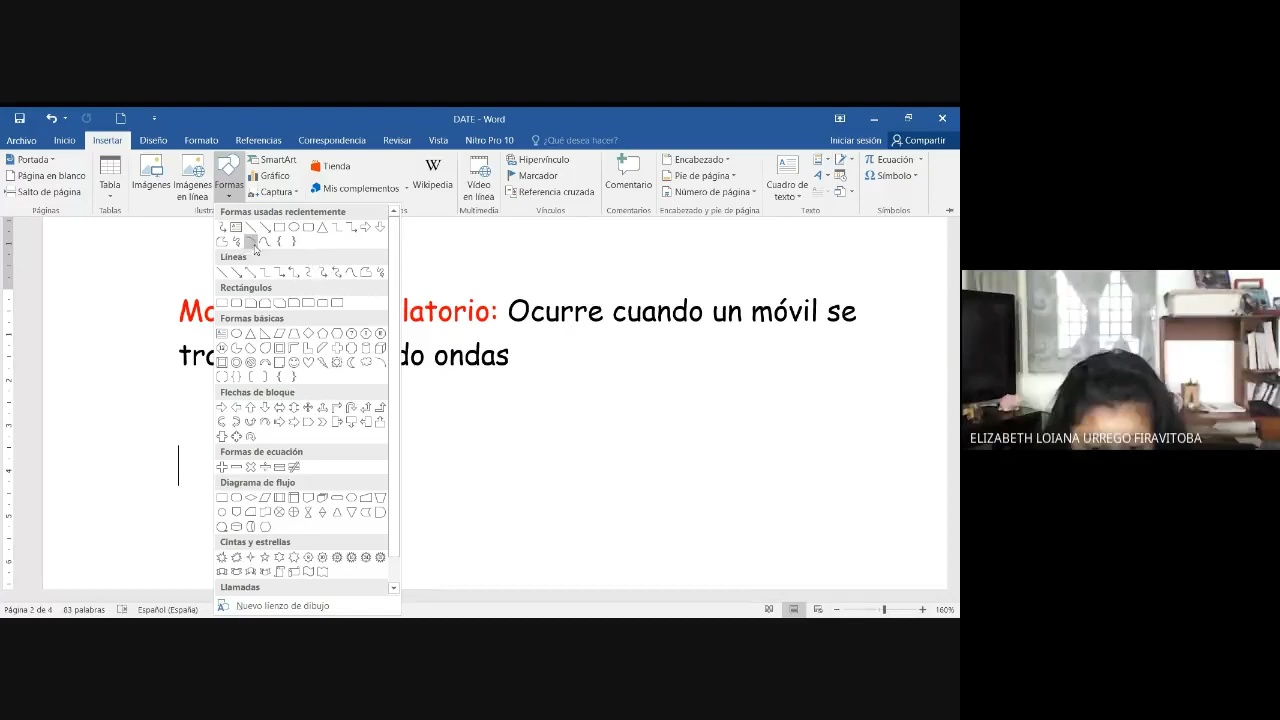 DATE - Word
Archivo Inicio Insertar Diseño Formato Referencias Correspondencia Revisar Vista Nitro Pro 10 ¿Qué desea hacer? Iniciar sesión Compartir
Portada
Página en blanco
Salto de página
Páginas
Tabla
Tablas
Imágenes
Imágenes en línea
Formas
SmartArt
Gráfico
Captura
Ilust
Tienda
Mis complementos
W
Wikipedia
Vídeo en línea
Multimedia
Hipervínculo
Marcador
Referencia cruzada
Vínculos
Comentario
Comentarios
Encabezado
Pie de página
Número de página
Encabezado y pie de página
Cuadro de texto
Texto
Ecuación
Símbolo
Símbolos
Formas usadas recientemente
Líneas
Rectángulos
Formas básicas
Flechas de bloque
Formas de ecuación
Diagrama de flujo
Cintas y estrellas
Llamadas
Nuevo lienzo de dibujo
Mo latorio: Ocurre cuando un móvil se
tra do ondas
Página 2 de 4 83 palabras Español (España) 160%
ELIZABETH LOIANA URREGO FIRAVITOBA